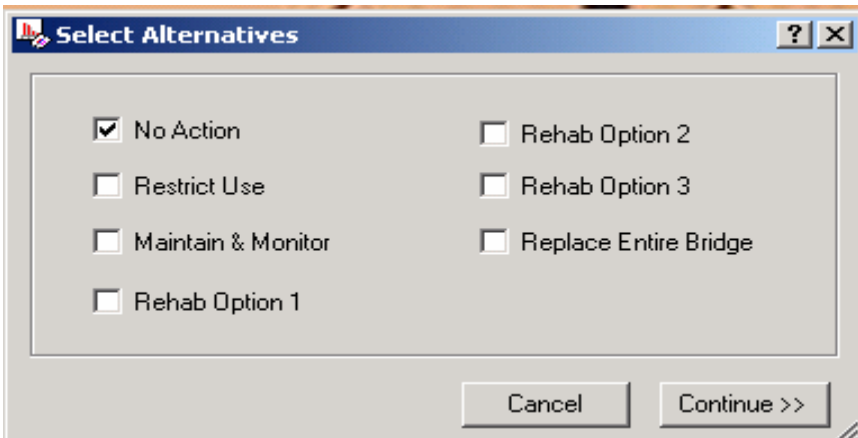 Select Alternatives
No Action
Restrict Use
Maintain & Monitor
Rehab Option 1
Rehab Option 2
Rehab Option 3
Replace Entire Bridge
Cancel
Continue >>